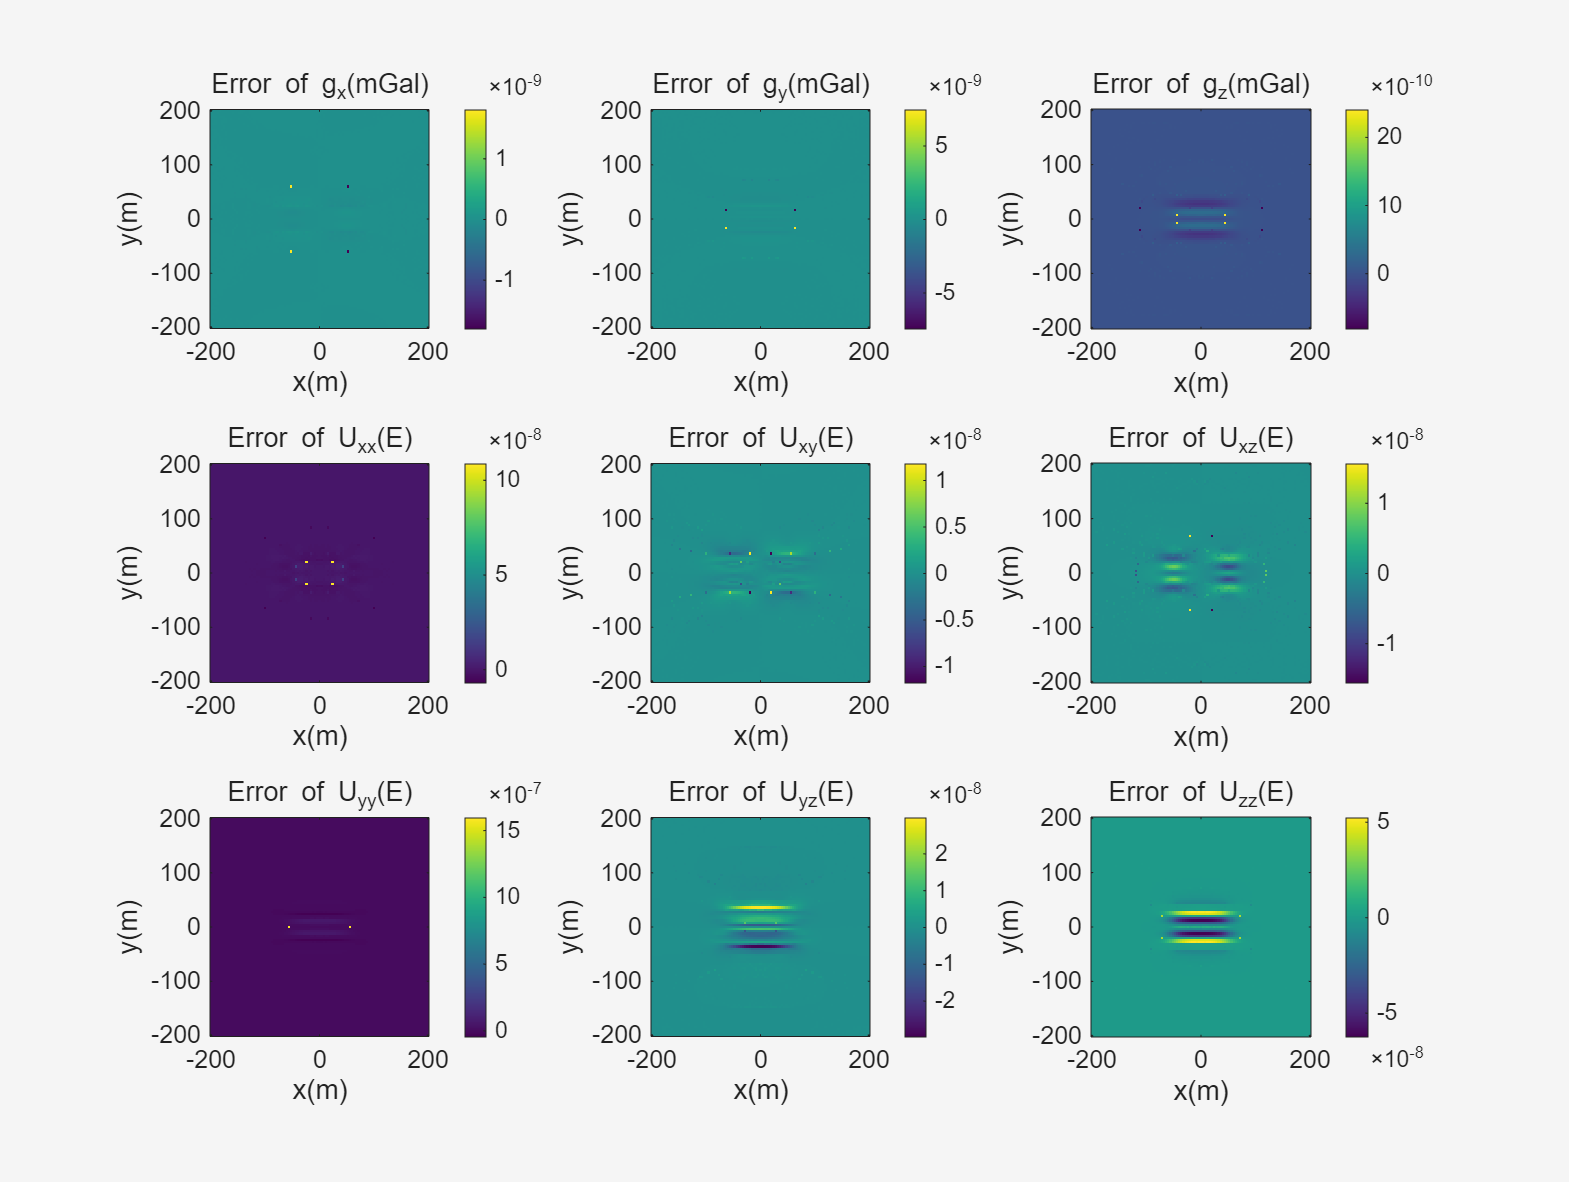 Error of gx(mGal)
×10-9
200
100
0
-100
-200
-200 0 200
x(m)
y(m)
1
0
-1
Error of gy(mGal)
×10-9
200
100
0
-100
-200
-200 0 200
x(m)
y(m)
5
0
-5
Error of gz(mGal)
×10-10
200
100
0
-100
-200
-200 0 200
x(m)
y(m)
20
10
0
Error of Uxx(E)
×10-8
200
100
0
-100
-200
-200 0 200
x(m)
y(m)
10
5
0
Error of Uxy(E)
×10-8
200
100
0
-100
-200
-200 0 200
x(m)
y(m)
1
0.5
0
-0.5
-1
Error of Uxz(E)
×10-8
200
100
0
-100
-200
-200 0 200
x(m)
y(m)
1
0
-1
Error of Uyy(E)
×10-7
200
100
0
-100
-200
-200 0 200
x(m)
y(m)
15
10
5
0
Error of Uyz(E)
×10-8
200
100
0
-100
-200
-200 0 200
x(m)
y(m)
2
1
0
-1
-2
Error of Uzz(E)
200
100
0
-100
-200
-200 0 200
x(m)
y(m)
5
0
-5
×10-8